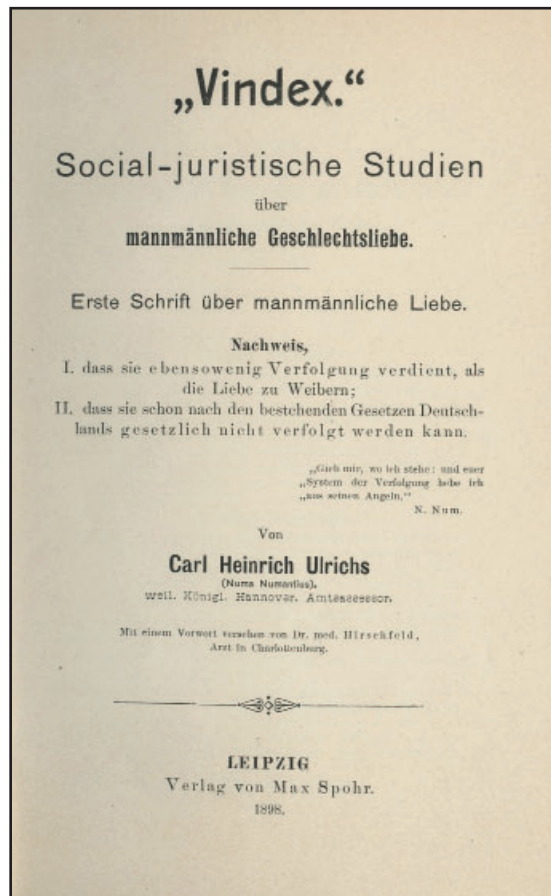 „Vindex.“
Social-juristische Studien
über
mannmännliche Geschlechtsliebe.
Erste Schrift über mannmännliche Liebe.
Nachweis,
I. dass sie ebensowenig Verfolgung verdient, als
die Liebe zu Weibern;
II. dass sie schon nach den bestehenden Gesetzen Deutsch-
lands gesetzlich nicht verfolgt werden kann.
„Gieb mir, wo ich stehe: und euer
„System der Verfolgung hebe ich
„aus seinen Angeln.“
N. Num.
Von
Carl Heinrich Ulrichs
(Numa Numantius).
weil. Königl. Hannover. Amtsassessor.
Mit einem Vorwort versehen von Dr. med. Hirschfeld,
Arzt in Charlottenburg.
LEIPZIG
Verlag von Max Spohr.
1898.